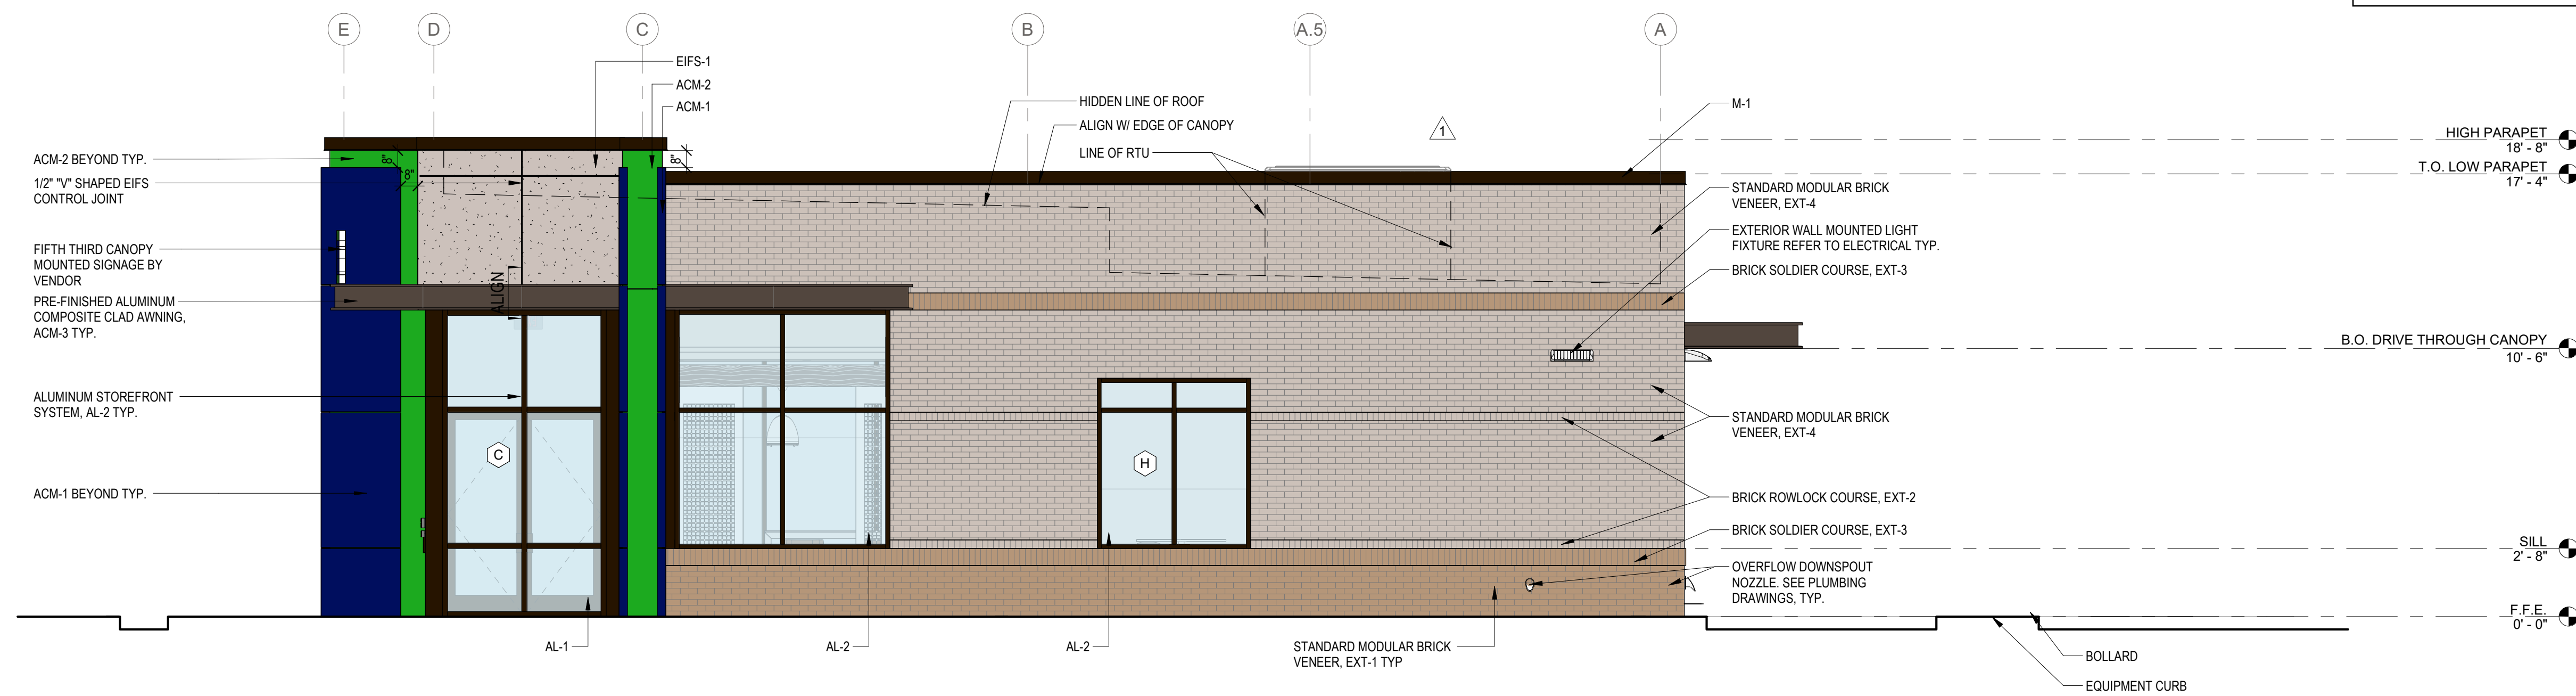 E
D
C
B
A.5
A
EIFS-1
ACM-2
ACM-1
HIDDEN LINE OF ROOF
ALIGN W/ EDGE OF CANOPY
LINE OF RTU
1
M-1
HIGH PARAPET
18' - 8"
T.O. LOW PARAPET
17' - 4"
ACM-2 BEYOND TYP.
8"
8"
8"
1/2" "V" SHAPED EIFS
CONTROL JOINT
STANDARD MODULAR BRICK
VENEER, EXT-4
EXTERIOR WALL MOUNTED LIGHT
FIXTURE REFER TO ELECTRICAL TYP.
FIFTH THIRD CANOPY
MOUNTED SIGNAGE BY
VENDOR
BRICK SOLDIER COURSE, EXT-3
ALIGN
PRE-FINISHED ALUMINUM
COMPOSITE CLAD AWNING,
ACM-3 TYP.
B.O. DRIVE THROUGH CANOPY
10' - 6"
ALUMINUM STOREFRONT
SYSTEM, AL-2 TYP.
STANDARD MODULAR BRICK
VENEER, EXT-4
C
H
ACM-1 BEYOND TYP.
BRICK ROWLOCK COURSE, EXT-2
BRICK SOLDIER COURSE, EXT-3
SILL
2' - 8"
OVERFLOW DOWNSPOUT
NOZZLE. SEE PLUMBING
DRAWINGS, TYP.
F.F.E.
0' - 0"
AL-1
AL-2
AL-2
STANDARD MODULAR BRICK
VENEER, EXT-1 TYP
BOLLARD
EQUIPMENT CURB